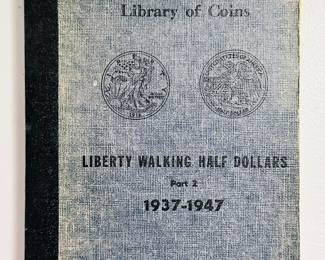 Library of Coins
LIBERTY WALKING HALF DOLLARS
Part 2
1937-1947